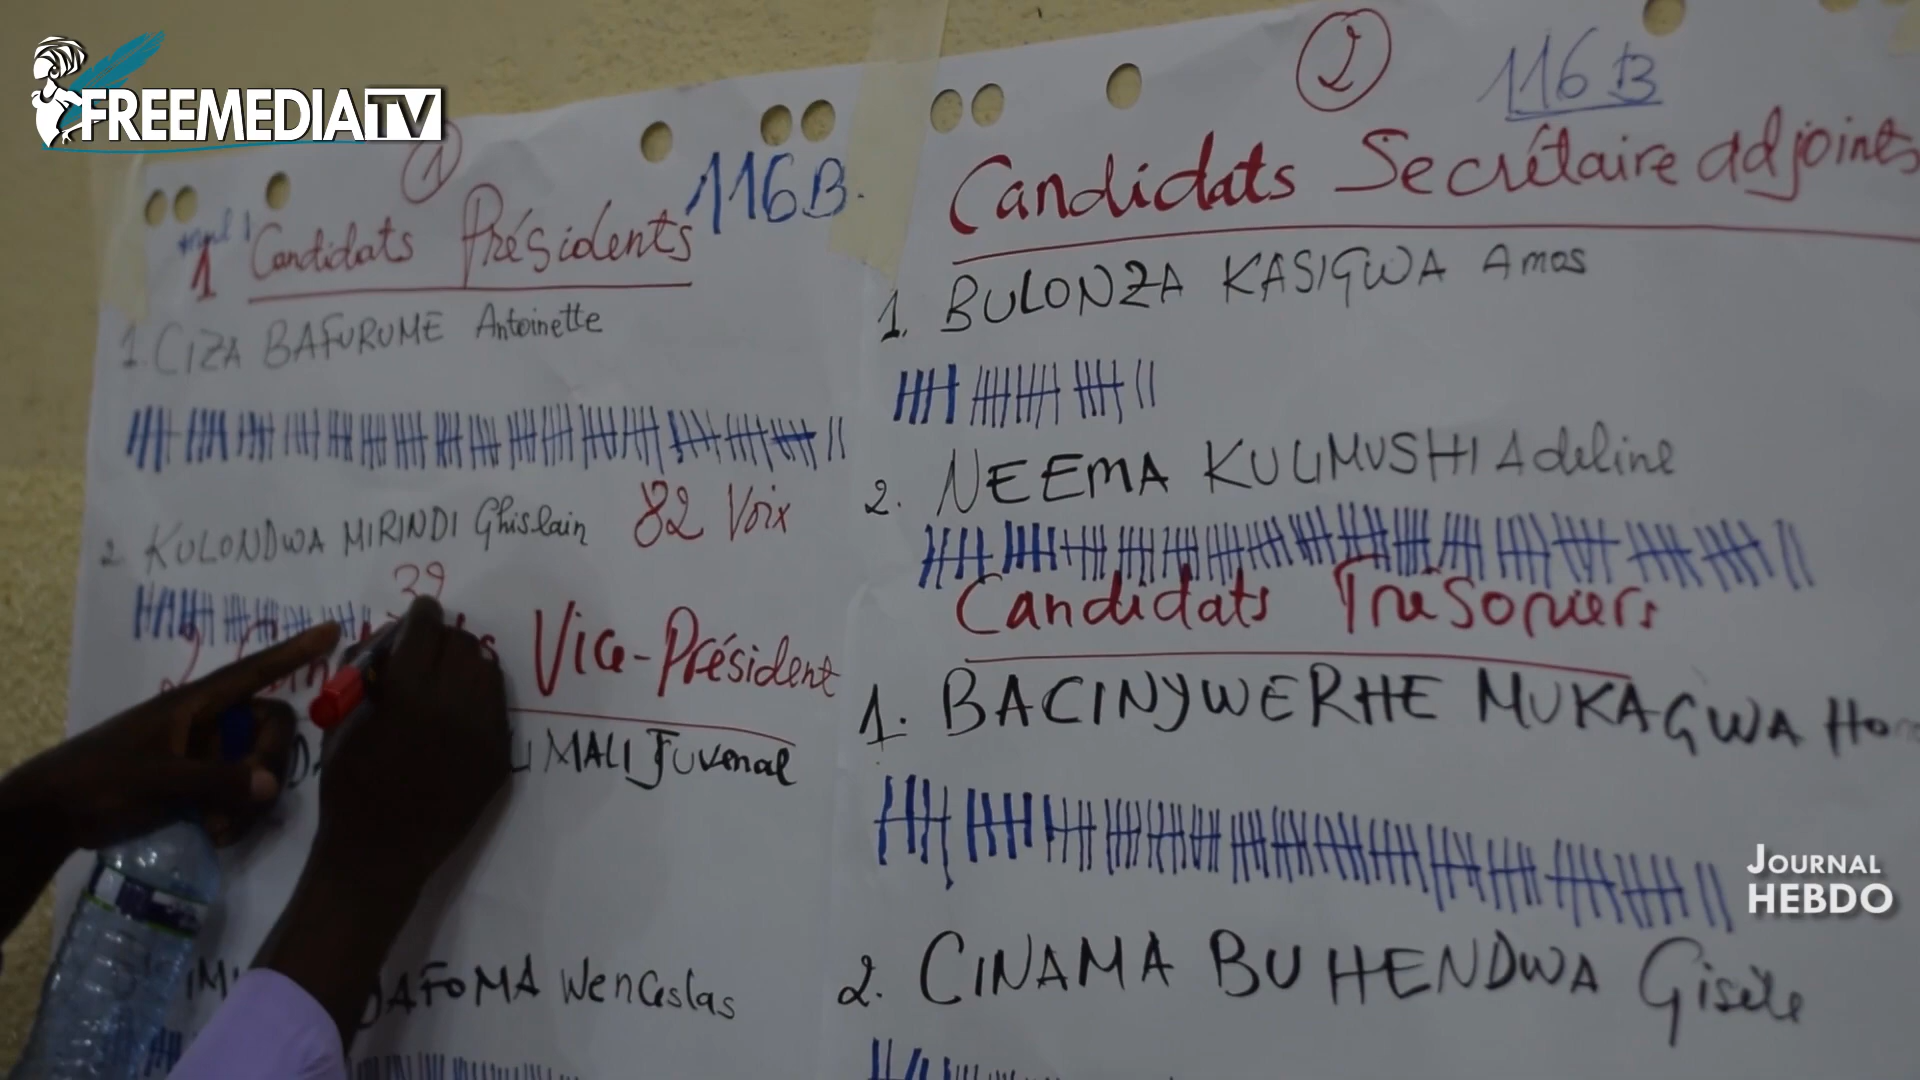 FREEMEDIATV
1
116B.
1 Candidats Présidents
1. CIZA BAFURUME Antoinette
82 Voix
2. KULONDWA MIRINDI Ghislain
39
2 Vice-Président
MALI Juvenal
Wenceslas
2
116B
Candidats Secrétaire adjoints
1. BULONZA KASIGWA Amos
2. NEEMA KULIMUSHI Adeline
Candidats Trésoriers
1. BACINYWERHE MUKAGWA
2. CINAMA BUHENDWA Gisèle
JOURNAL
HEBDO